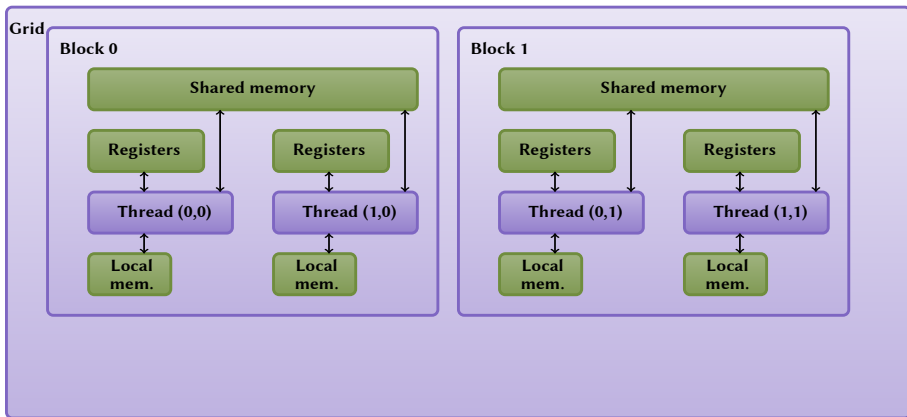 Grid
Block 0
Shared memory
Registers
Registers
Thread (0,0)
Thread (1,0)
Local
mem.
Local
mem.
Block 1
Shared memory
Registers
Registers
Thread (0,1)
Thread (1,1)
Local
mem.
Local
mem.